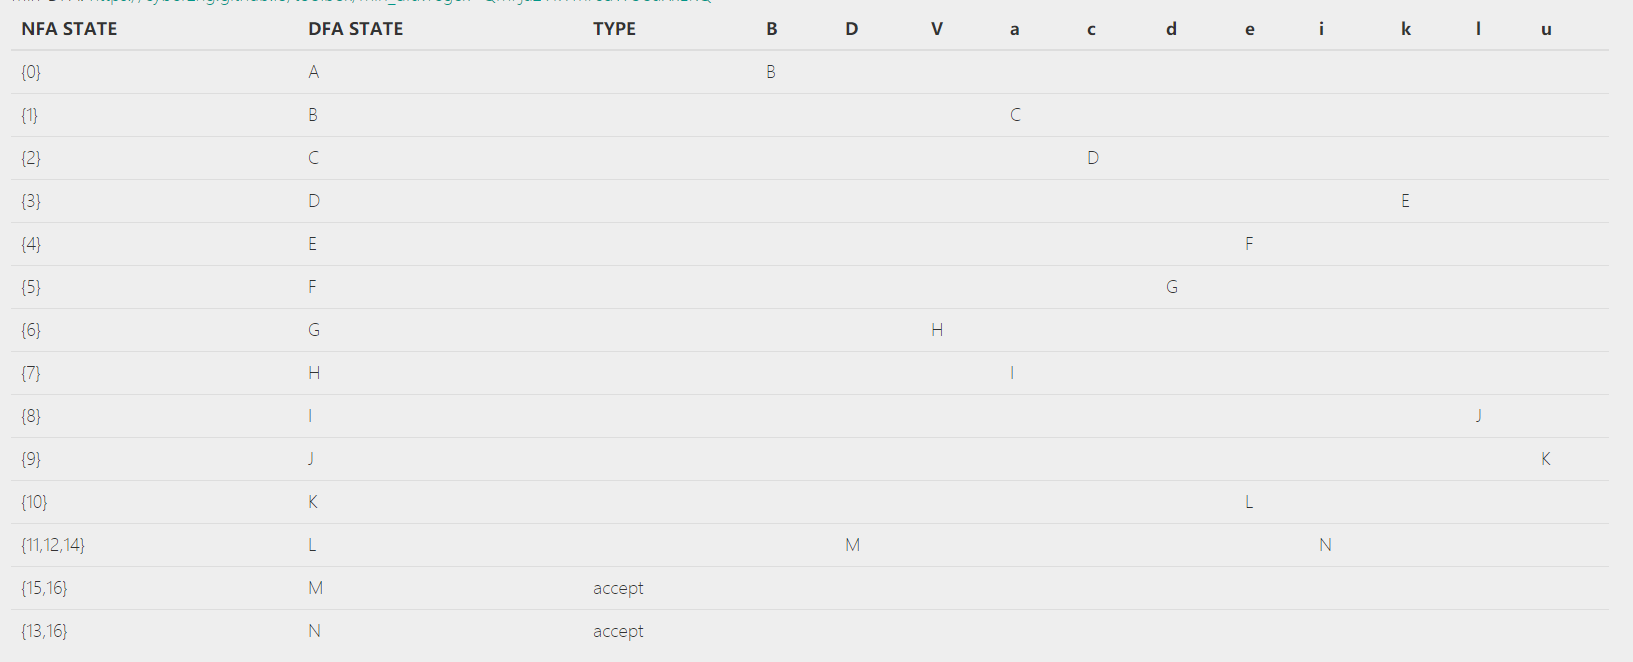 NFA STATE DFA STATE TYPE B D V a c d e i k l u
{0} A B
{1} B C
{2} C D
{3} D E
{4} E F
{5} F G
{6} G H
{7} H I
{8} I J
{9} J K
{10} K L
{11,12,14} L M N
{15,16} M accept
{13,16} N accept